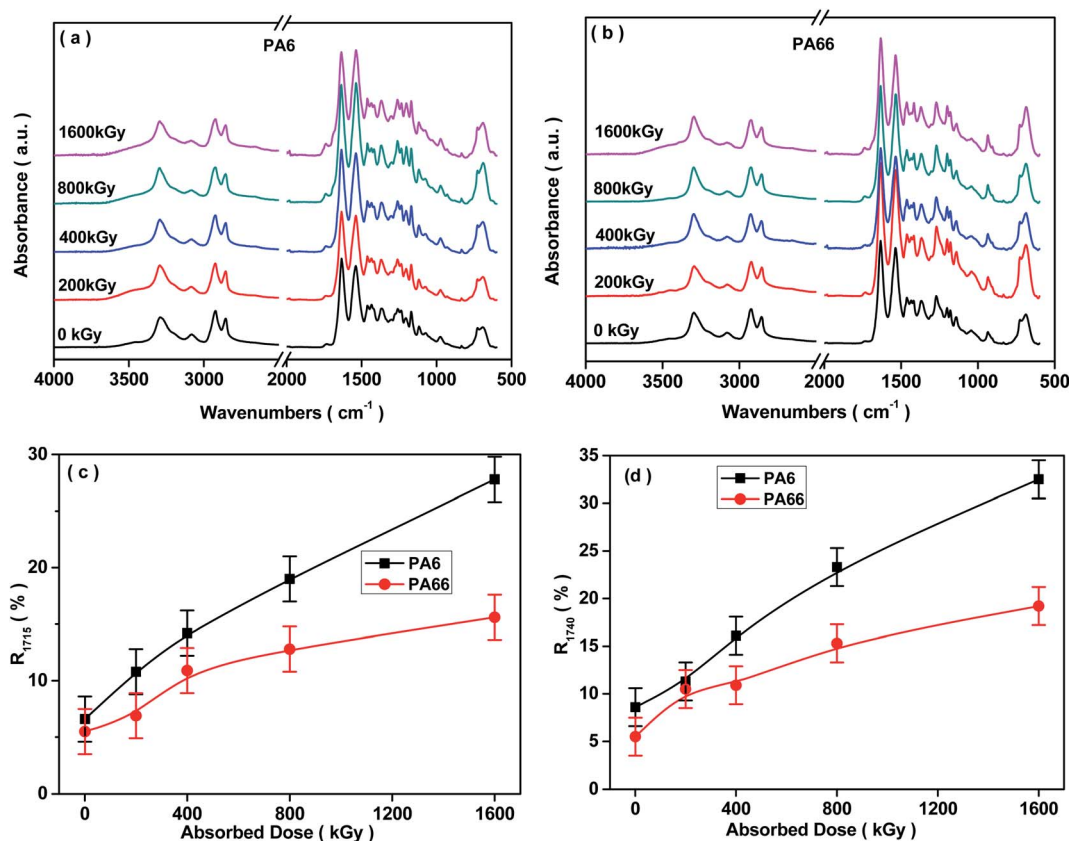 ( a )
PA6
1600kGy
800kGy
400kGy
200kGy
0 kGy
Absorbance ( a.u. )
4000 3500 3000 2000 1500 1000 500
Wavenumbers ( cm⁻¹ )
( b )
PA66
1600kGy
800kGy
400kGy
200kGy
0 kGy
Absorbance ( a.u. )
4000 3500 3000 2000 1500 1000 500
Wavenumbers ( cm⁻¹ )
( c )
30
20
10
0
R₁₇₁₅ ( % )
PA6
PA66
0 400 800 1200 1600
Absorbed Dose ( kGy )
(d)
35
30
25
20
15
10
5
0
R₁₇₄₀ ( % )
PA6
PA66
0 400 800 1200 1600
Absorbed Dose ( kGy )